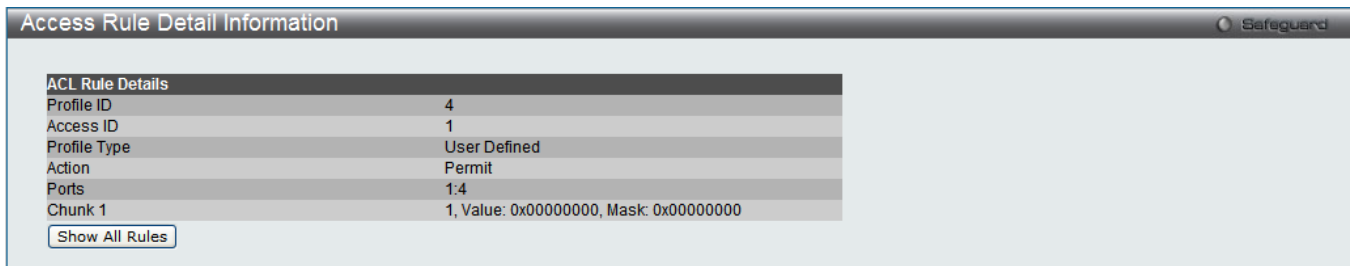 Access Rule Detail Information
Safeguard
ACL Rule Details
Profile ID 4
Access ID 1
Profile Type User Defined
Action Permit
Ports 1:4
Chunk 1 1, Value: 0x00000000, Mask: 0x00000000
Show All Rules